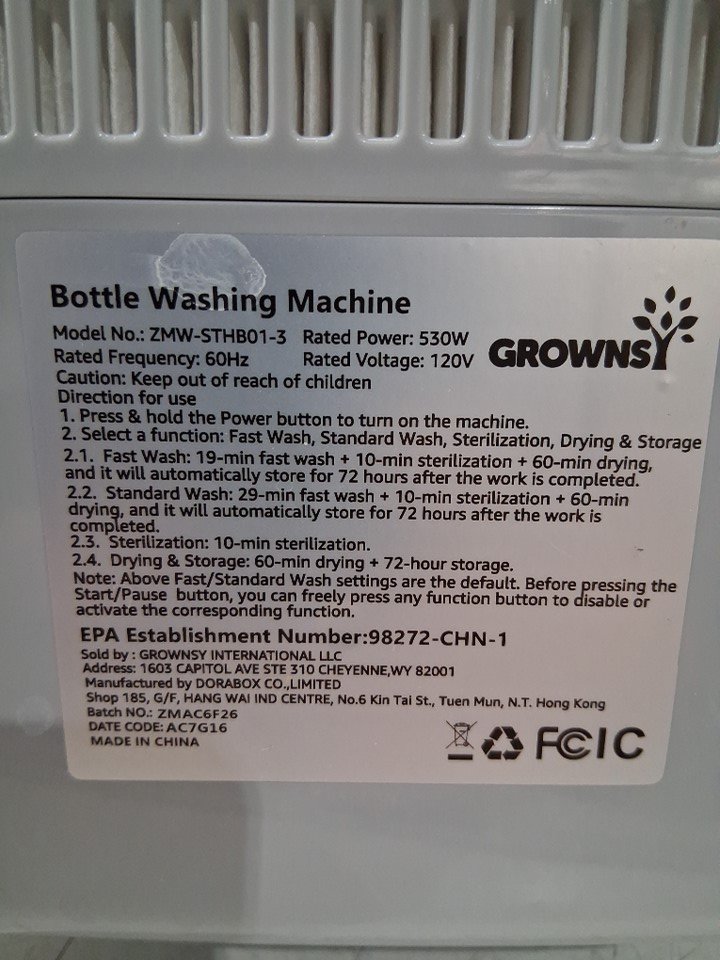 Bottle Washing Machine
Model No.: ZMW-STHB01-3 Rated Power: 530W
Rated Frequency: 60Hz Rated Voltage: 120V
GROWNSY
Caution: Keep out of reach of children
Direction for use
1. Press & hold the Power button to turn on the machine.
2. Select a function: Fast Wash, Standard Wash, Sterilization, Drying & Storage
2.1. Fast Wash: 19-min fast wash + 10-min sterilization + 60-min drying,
and it will automatically store for 72 hours after the work is completed.
2.2. Standard Wash: 29-min fast wash + 10-min sterilization + 60-min
drying, and it will automatically store for 72 hours after the work is
completed.
2.3. Sterilization: 10-min sterilization.
2.4. Drying & Storage: 60-min drying + 72-hour storage.
Note: Above Fast/Standard Wash settings are the default. Before pressing the
Start/Pause button, you can freely press any function button to disable or
activate the corresponding function.
EPA Establishment Number:98272-CHN-1
Sold by : GROWNSY INTERNATIONAL LLC
Address: 1603 CAPITOL AVE STE 310 CHEYENNE,WY 82001
Manufactured by DORABOX CO.,LIMITED
Shop 185, G/F, HANG WAI IND CENTRE, No.6 Kin Tai St., Tuen Mun, N.T. Hong Kong
Batch NO.: ZMAC6F26
DATE CODE: AC7G16
MADE IN CHINA
FC IC